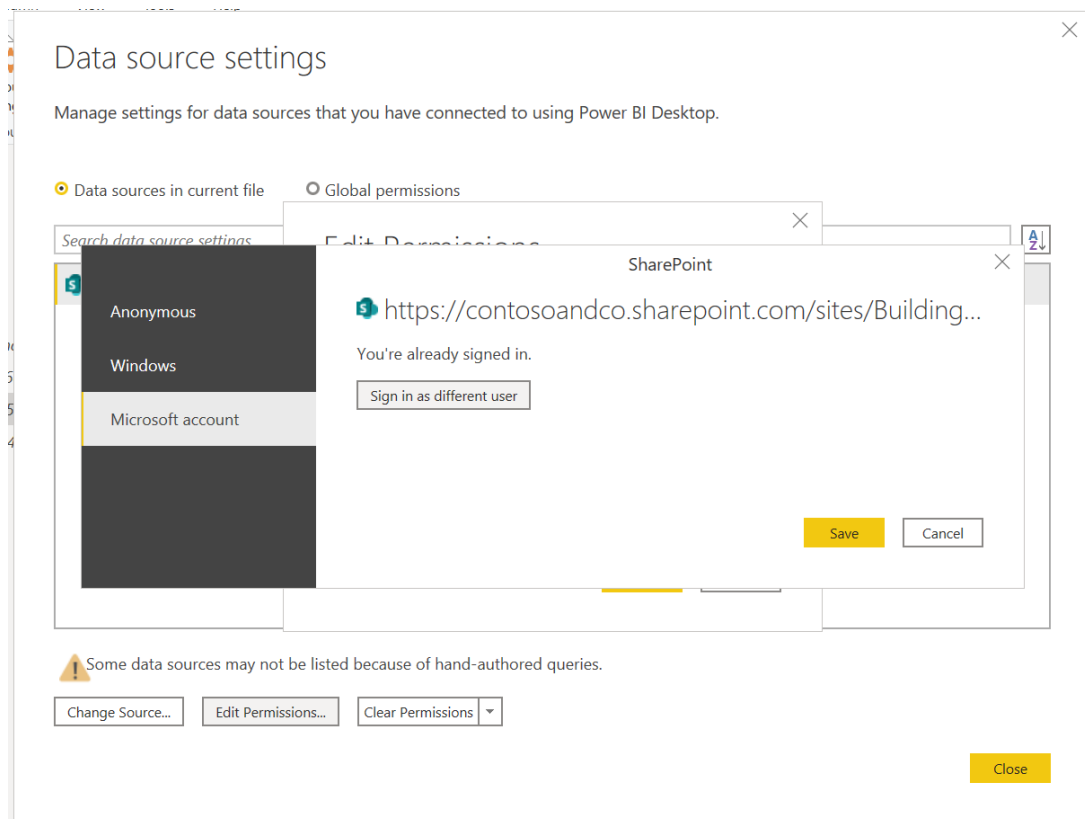 Data source settings
Manage settings for data sources that you have connected to using Power BI Desktop.
Data sources in current file
Global permissions
Search data source settings
Edit Permissions
SharePoint
Anonymous
Windows
Microsoft account
https://contosoandco.sharepoint.com/sites/Building...
You're already signed in.
Sign in as different user
Save
Cancel
Some data sources may not be listed because of hand-authored queries.
Change Source...
Edit Permissions...
Clear Permissions
Close